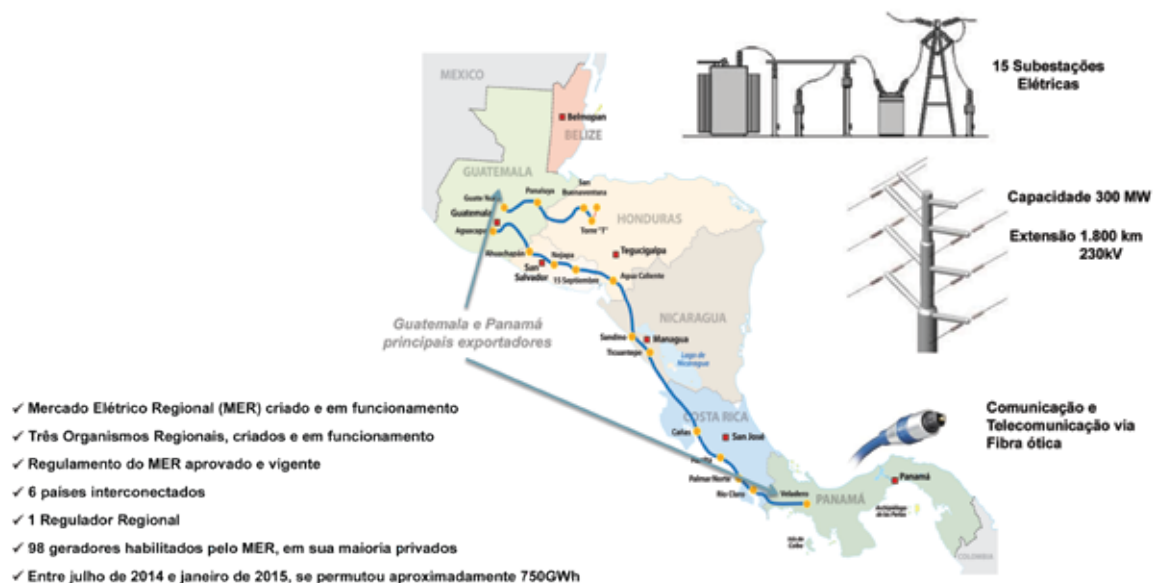 MEXICO
Belmopan
BELIZE
GUATEMALA
Guate Norte
Panaluya
San
Buenaventura
Guatemala
Aguacapa
Torre "T"
HONDURAS
Ahuachapán
Nejapa
San
Salvador
15 Septiembre
Tegucigalpa
Agua Caliente
NICARAGUA
Sandino
Managua
Ticuantepe
Lago de
Nicaragua
COSTA RICA
Cañas
San José
Parrita
Palmar Norte
Río Claro
Veladero
PANAMÁ
Panamá
Archipiélago
de las Perlas
Isla de
Coiba
COLOMBIA
Guatemala e Panamá
principais exportadores
15 Subestações
Elétricas
Capacidade 300 MW
Extensão 1.800 km
230kV
Comunicação e
Telecomunicação via
Fibra ótica
✓ Mercado Elétrico Regional (MER) criado e em funcionamento
✓ Três Organismos Regionais, criados e em funcionamento
✓ Regulamento do MER aprovado e vigente
✓ 6 países interconectados
✓ 1 Regulador Regional
✓ 98 geradores habilitados pelo MER, em sua maioria privados
✓ Entre julho de 2014 e janeiro de 2015, se permutou aproximadamente 750GWh